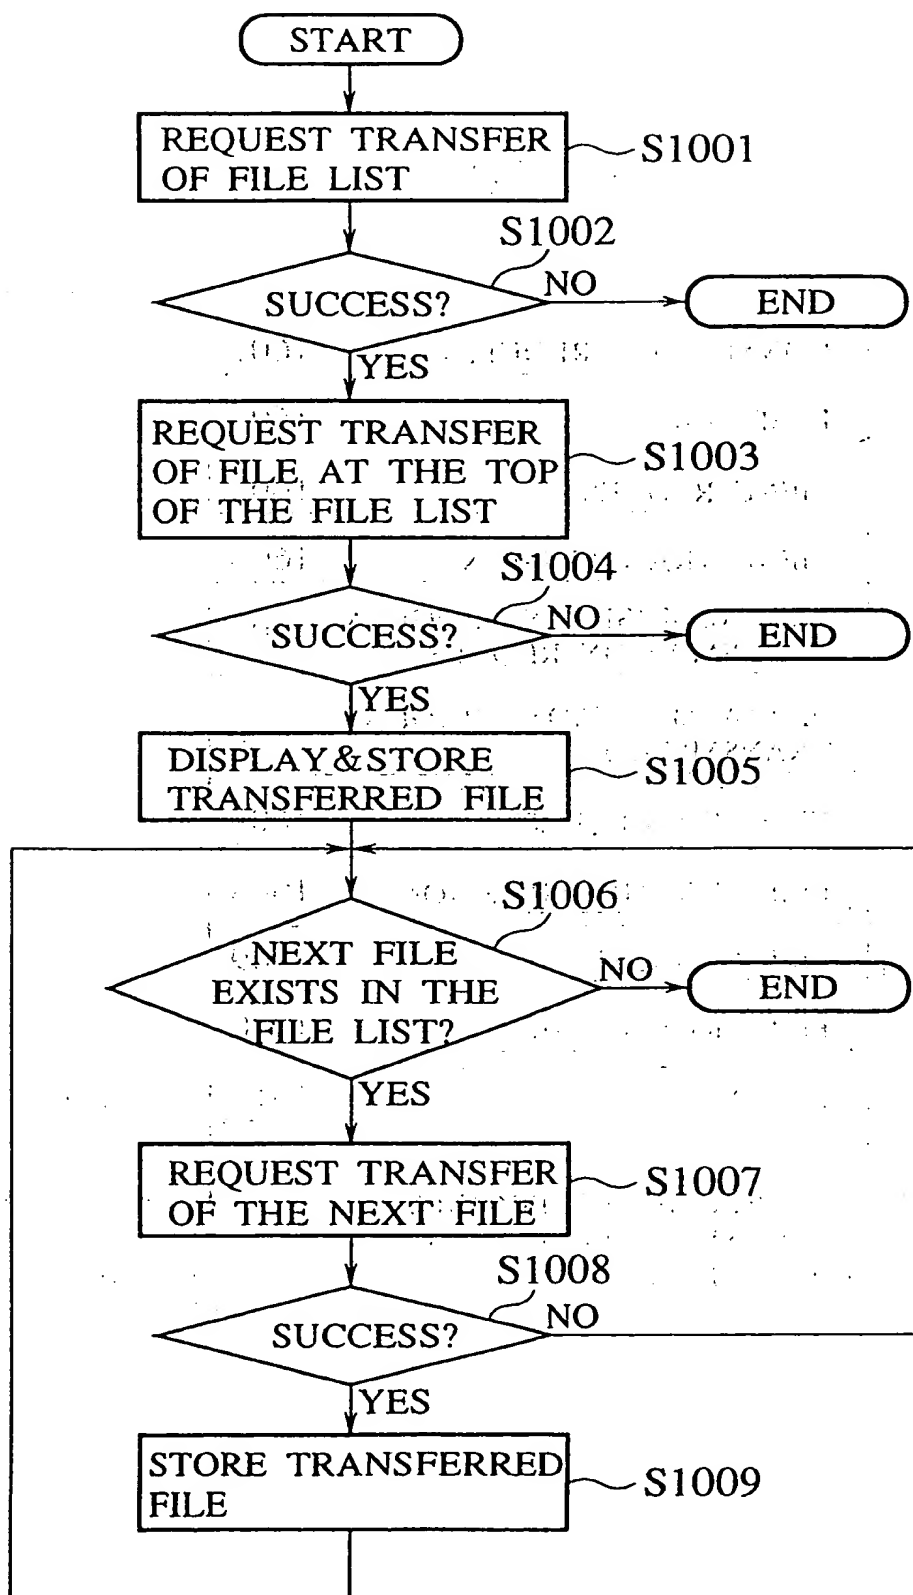 START
REQUEST TRANSFER
OF FILE LIST
S1001
S1002
SUCCESS?
NO
END
YES
REQUEST TRANSFER
OF FILE AT THE TOP
OF THE FILE LIST
S1003
S1004
SUCCESS?
NO
END
YES
DISPLAY&STORE
TRANSFERRED FILE
S1005
S1006
NEXT FILE
EXISTS IN THE
FILE LIST?
NO
END
YES
REQUEST TRANSFER
OF THE NEXT FILE
S1007
S1008
SUCCESS?
NO
YES
STORE TRANSFERRED
FILE
S1009